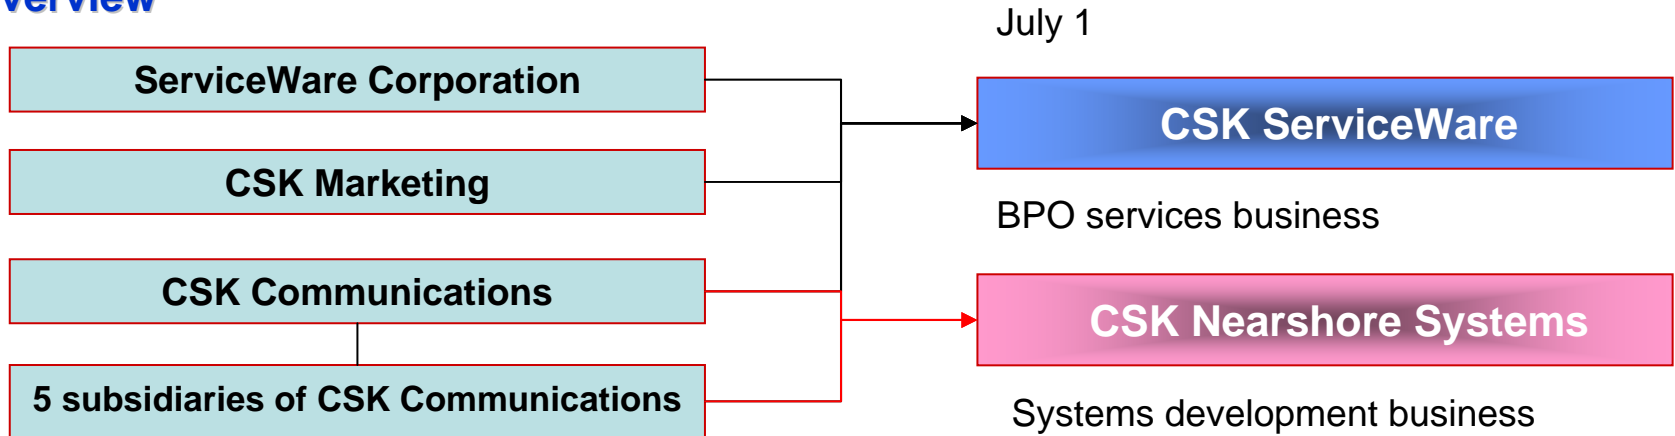 July 1
ServiceWare Corporation
CSK ServiceWare
CSK Marketing
BPO services business
CSK Communications
CSK Nearshore Systems
5 subsidiaries of CSK Communications
Systems development business